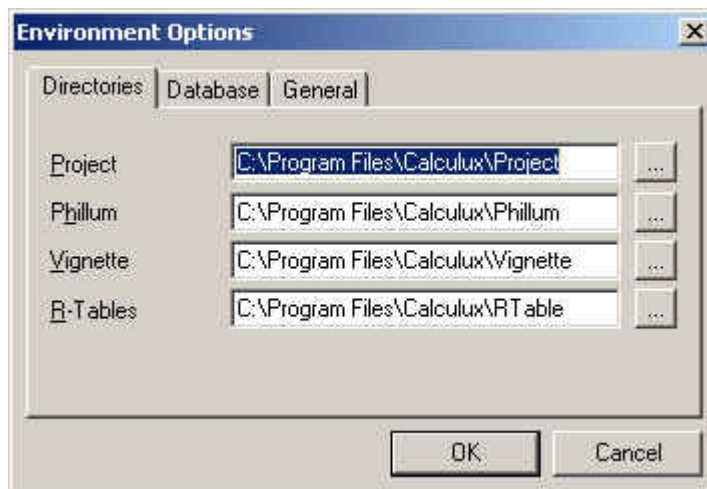 Environment Options
Directories Database General
Project C:\Program Files\Calculux\Project ...
Phillum C:\Program Files\Calculux\Phillum ...
Vignette C:\Program Files\Calculux\Vignette ...
R-Tables C:\Program Files\Calculux\RTable ...
OK Cancel